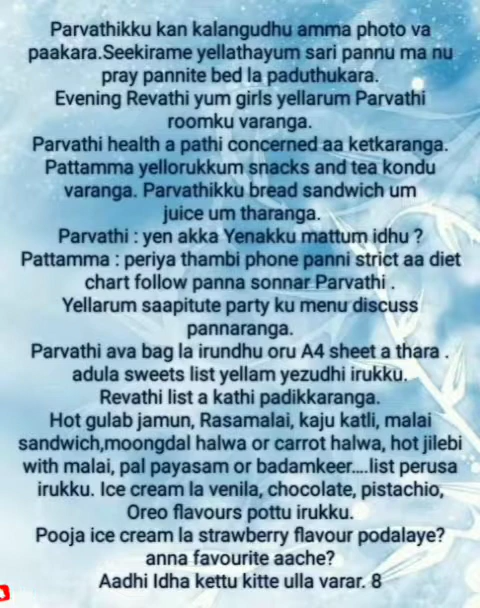 Parvathikku kan kalangudhu amma photo va
paakara.Seekirame yellathayum sari pannu ma nu
pray pannite bed la paduthukara.
Evening Revathi yum girls yellarum Parvathi
roomku varanga.
Parvathi health a pathi concerned aa ketkaranga.
Pattamma yellorukkum snacks and tea kondu
varanga. Parvathikku bread sandwich um
juice um tharanga.
Parvathi : yen akka Yenakku mattum idhu ?
Pattamma : periya thambi phone panni strict aa diet
chart follow panna sonnar Parvathi .
Yellarum saapitute party ku menu discuss
pannaranga.
Parvathi ava bag la irundhu oru A4 sheet a thara .
adula sweets list yellam yezudhi irukku.
Revathi list a kathi padikkaranga.
Hot gulab jamun, Rasamalai, kaju katli, malai
sandwich,moongdal halwa or carrot halwa, hot jilebi
with malai, pal payasam or badamkeer....list perusa
irukku. Ice cream la venila, chocolate, pistachio,
Oreo flavours pottu irukku.
Pooja ice cream la strawberry flavour podalaye?
anna favourite aache?
Aadhi Idha kettu kitte ulla varar. 8